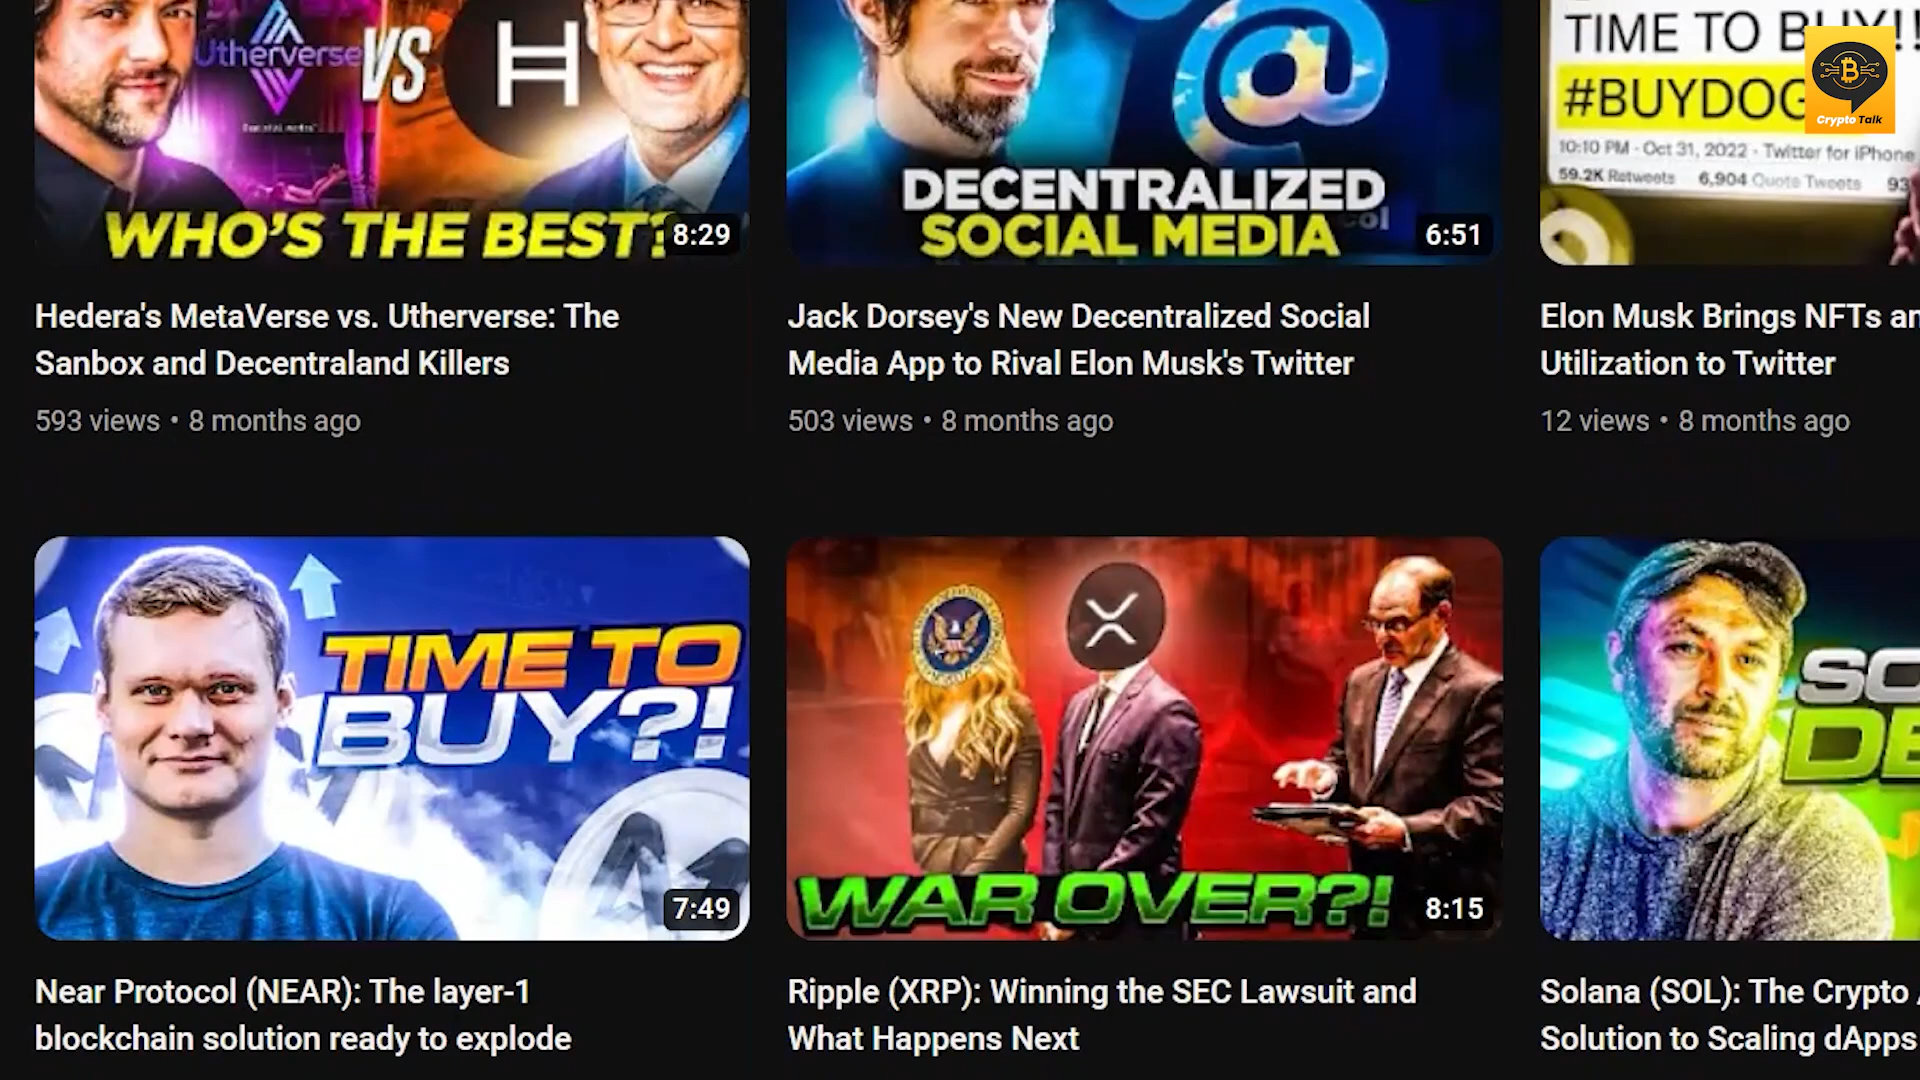 Utherverse
VS
WHO'S THE BEST?
8:29
DECENTRALIZED
SOCIAL MEDIA
6:51
TIME TO BUY!!
#BUYDOG
10:10 PM · Oct 31, 2022 · Twitter for iPhone
59.2K Retweets 6,904 Quote Tweets 93
Crypto Talk
Hedera's MetaVerse vs. Utherverse: The
Sanbox and Decentraland Killers
593 views • 8 months ago
Jack Dorsey's New Decentralized Social
Media App to Rival Elon Musk's Twitter
503 views • 8 months ago
Elon Musk Brings NFTs an
Utilization to Twitter
12 views • 8 months ago
TIME TO
BUY?!
7:49
WAR OVER?!
8:15
SO
DE
Near Protocol (NEAR): The layer-1
blockchain solution ready to explode
Ripple (XRP): Winning the SEC Lawsuit and
What Happens Next
Solana (SOL): The Crypto
Solution to Scaling dApps